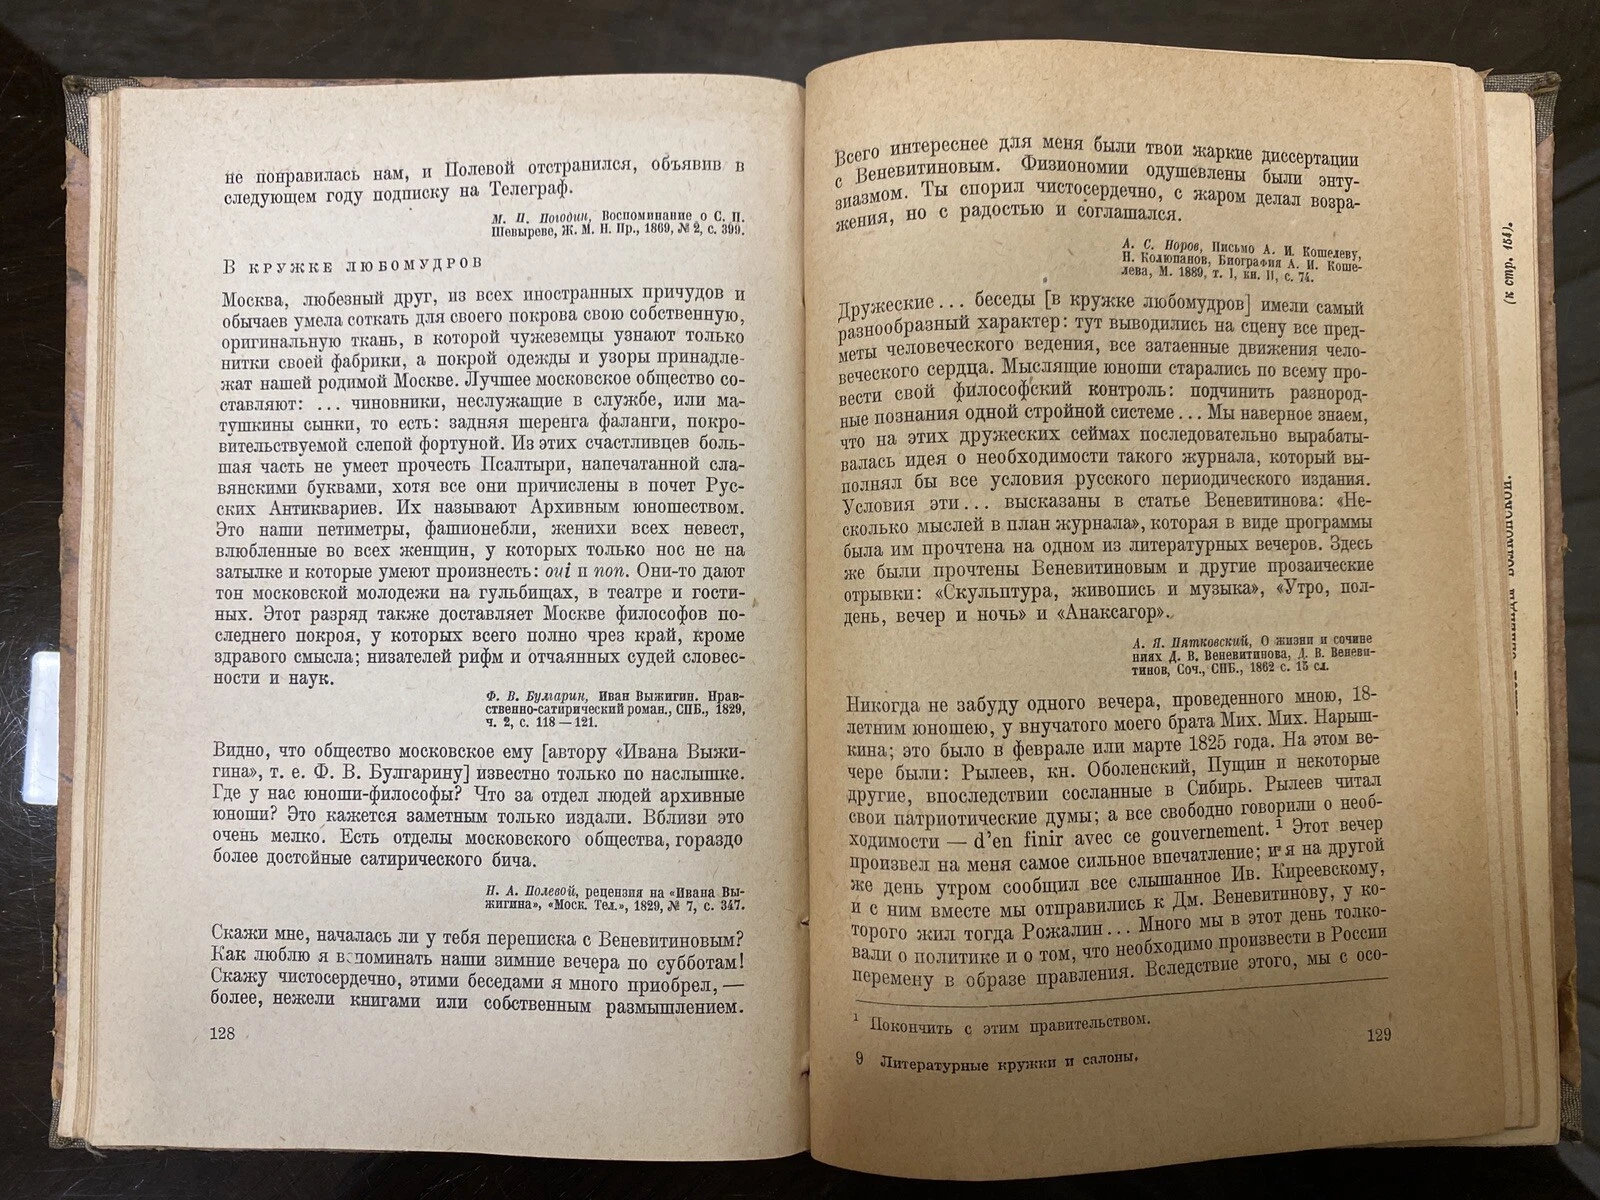 не понравилась нам, и Полевой отстранился, объявив в
следующем году подписку на Телеграф.
М. П. Погодин, Воспоминание о С. П.
Шевыреве, Ж. М. Н. Пр., 1869, № 2, с. 399.
В КРУЖКЕ ЛЮБОМУДРОВ
Москва, любезный друг, из всех иностранных причуд и
обычаев умела соткать для своего покрова свою собственную,
оригинальную ткань, в которой чужеземцы узнают только
нитки своей фабрики, а покрой одежды и узоры принадле-
жат нашей родимой Москве. Лучшее московское общество со-
ставляют: ... чиновники, неслужащие в службе, или ма-
тушкины сынки, то есть: задняя шеренга фаланги, покро-
вительствуемой слепой фортуной. Из этих счастливцев боль-
шая часть не умеет прочесть Псалтыри, напечатанной сла-
вянскими буквами, хотя все они причислены в почет Рус-
ских Антиквариев. Их называют Архивным юношеством.
Это наши петиметры, фашионебли, женихи всех невест,
влюбленные во всех женщин, у которых только нос не на
затылке и которые умеют произнесть: oui п non. Они-то дают
тон московской молодежи на гульбищах, в театре и гости-
ных. Этот разряд также доставляет Москве философов по-
следнего покроя, у которых всего полно чрез край, кроме
здравого смысла; низателей рифм и отчаянных судей словес-
ности и наук.
Ф. В. Булгарин, Иван Выжигин. Нрав-
ственно-сатирический роман., СПБ., 1829,
ч. 2, с. 118—121.
Видно, что общество московское ему [автору «Ивана Выжи-
гина», т. е. Ф. В. Булгарину] известно только по наслышке.
Где у нас юноши-философы? Что за отдел людей архивные
юноши? Это кажется заметным только издали. Вблизи это
очень мелко. Есть отделы московского общества, гораздо
более достойные сатирического бича.
Н. А. Полевой, рецензия на «Ивана Вы-
жигина», «Моск. Тел.», 1829, № 7, с. 347.
Скажи мне, началась ли у тебя переписка с Веневитиновым?
Как люблю я вспоминать наши зимние вечера по субботам!
Скажу чистосердечно, этими беседами я много приобрел, —
более, нежели книгами или собственным размышлением.
128
Всего интереснее для меня были твои жаркие диссертации
с Веневитиновым. Физиономии одушевлены были энту-
зиазмом. Ты спорил чистосердечно, с жаром делал возра-
жения, но с радостью и соглашался.
А. С. Норов, Письмо А. И. Кошелеву,
Н. Колюпанов, Биография А. И. Коше-
лева, М. 1889, т. I, кн. II, с. 74.
Дружеские... беседы [в кружке любомудров] имели самый
разнообразный характер: тут выводились на сцену все пред-
меты человеческого ведения, все затаенные движения чело-
веческого сердца. Мыслящие юноши старались по всему про-
вести свой философский контроль: подчинить разнород-
ные познания одной стройной системе... Мы наверное знаем,
что на этих дружеских сеймах последовательно вырабаты-
валась идея о необходимости такого журнала, который вы-
полнял бы все условия русского периодического издания.
Условия эти... высказаны в статье Веневитинова: «Не-
сколько мыслей в план журнала», которая в виде программы
была им прочтена на одном из литературных вечеров. Здесь
же были прочтены Веневитиновым и другие прозаические
отрывки: «Скульптура, живопись и музыка», «Утро, пол-
день, вечер и ночь» и «Анаксагор».
А. Я. Пятковский, О жизни и сочине
ниях Д. В. Веневитинова, Д. В. Веневи-
тинов, Соч., СПБ., 1862 с. 15 сл.
Никогда не забуду одного вечера, проведенного мною, 18-
летним юношею, у внучатого моего брата Мих. Мих. Нарыш-
кина; это было в феврале или марте 1825 года. На этом ве-
чере были: Рылеев, кн. Оболенский, Пущин и некоторые
другие, впоследствии сосланные в Сибирь. Рылеев читал
свои патриотические думы; а все свободно говорили о необ-
ходимости — d'en finir avec ce gouvernement. 1 Этот вечер
произвел на меня самое сильное впечатление; и я на другой
же день утром сообщил все слышанное Ив. Киреевскому,
и с ним вместе мы отправились к Дм. Веневитинову, у ко-
торого жил тогда Рожалин... Много мы в этот день толко-
вали о политике и о том, что необходимо произвести в России
перемену в образе правления. Вследствие этого, мы с осо-
1 Покончить с этим правительством.
129
9 Литературные кружки и салоны.
(к стр. 154).